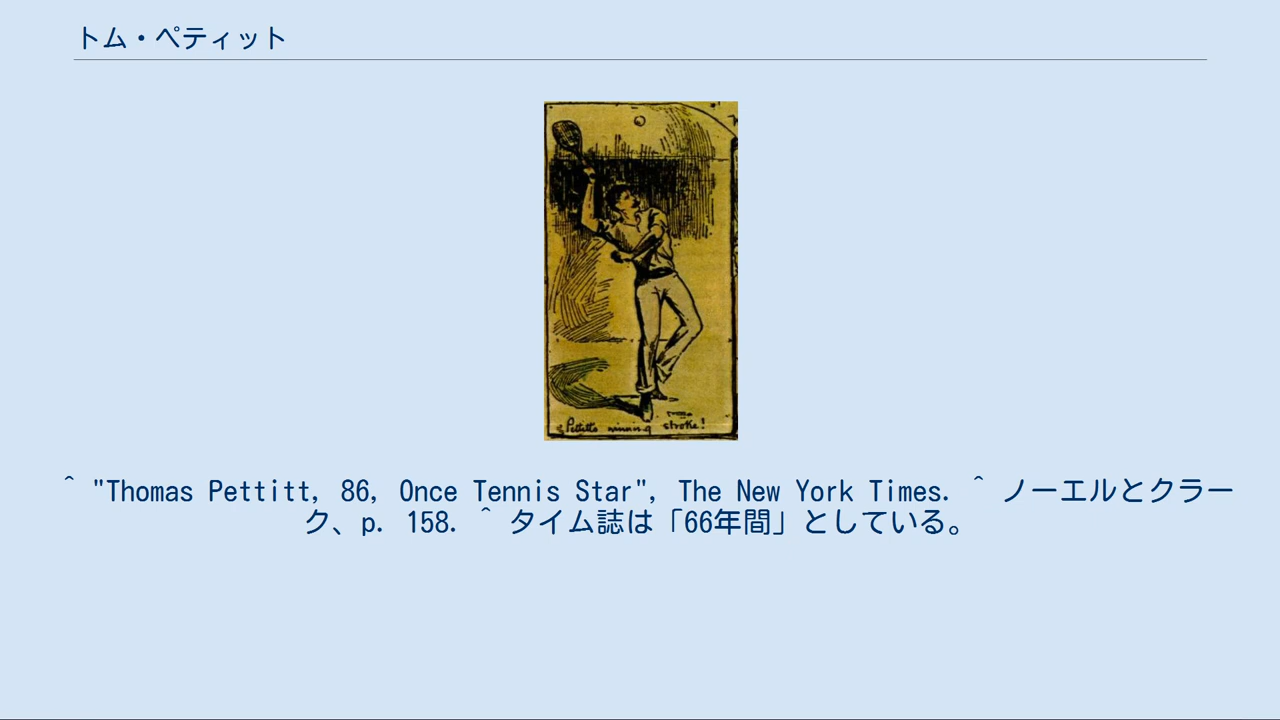 トム・ペティット
Pettitts winning stroke!
^ "Thomas Pettitt, 86, Once Tennis Star", The New York Times. ^ ノーエルとクラー
ク、p. 158. ^ タイム誌は「66年間」としている。